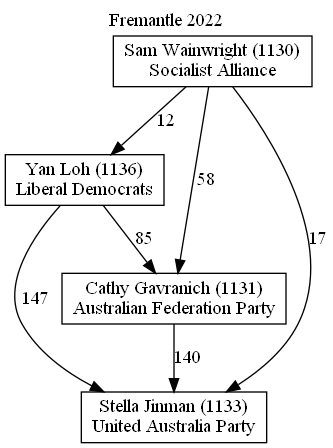 Fremantle 2022
Sam Wainwright (1130)
Socialist Alliance
12
Yan Loh (1136)
Liberal Democrats
58
17
85
147
Cathy Gavranich (1131)
Australian Federation Party
140
Stella Jinman (1133)
United Australia Party